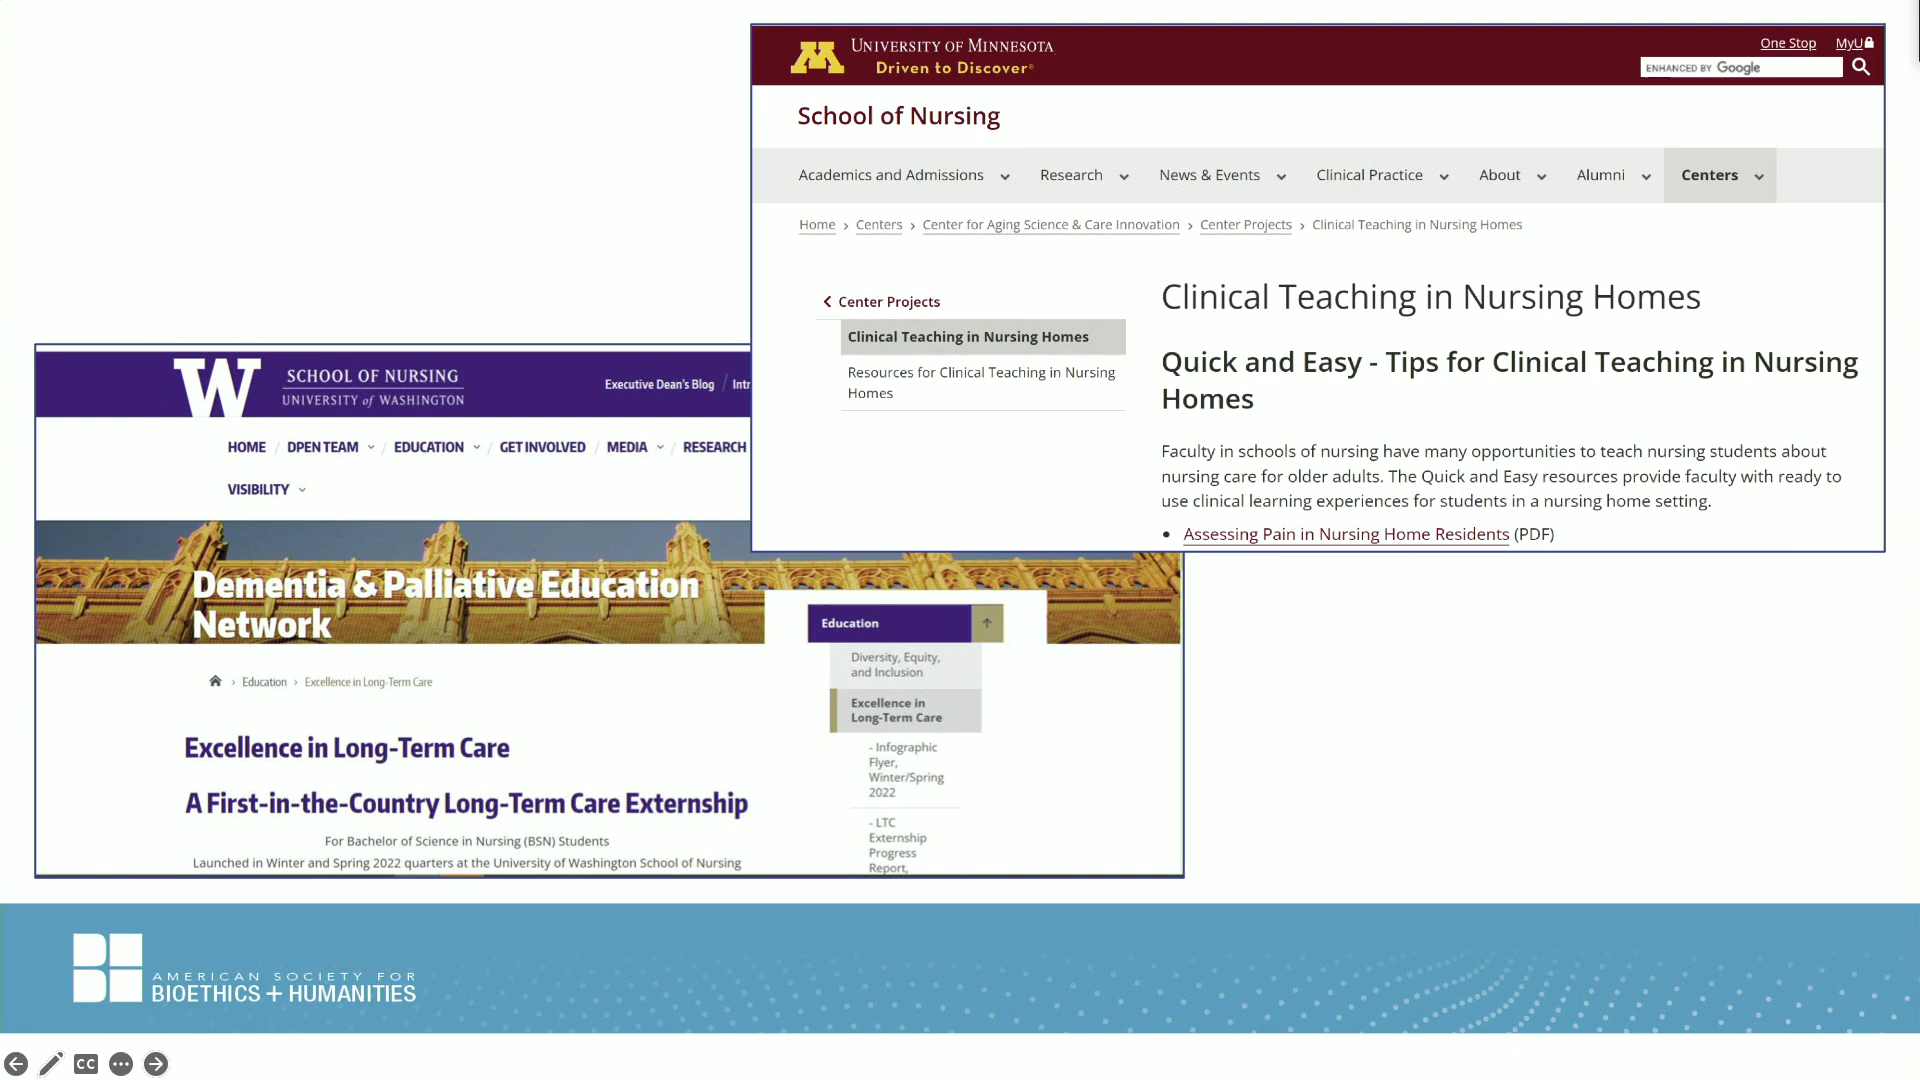 UNIVERSITY OF MINNESOTA
Driven to Discover®
One Stop MyU
ENHANCED BY Google
School of Nursing
Academics and Admissions Research News & Events Clinical Practice About Alumni Centers
Home › Centers › Center for Aging Science & Care Innovation › Center Projects › Clinical Teaching in Nursing Homes
Center Projects
Clinical Teaching in Nursing Homes
Resources for Clinical Teaching in Nursing
Homes
Clinical Teaching in Nursing Homes
Quick and Easy - Tips for Clinical Teaching in Nursing
Homes
Faculty in schools of nursing have many opportunities to teach nursing students about
nursing care for older adults. The Quick and Easy resources provide faculty with ready to
use clinical learning experiences for students in a nursing home setting.
• Assessing Pain in Nursing Home Residents (PDF)
W
SCHOOL OF NURSING
UNIVERSITY of WASHINGTON
Executive Dean's Blog / Intr
HOME / DPEN TEAM / EDUCATION / GET INVOLVED / MEDIA / RESEARCH
VISIBILITY
Dementia & Palliative Education
Network
› Education › Excellence in Long-Term Care
Excellence in Long-Term Care
A First-in-the-Country Long-Term Care Externship
For Bachelor of Science in Nursing (BSN) Students
Launched in Winter and Spring 2022 quarters at the University of Washington School of Nursing
Education
Diversity, Equity,
and Inclusion
Excellence in
Long-Term Care
- Infographic
Flyer,
Winter/Spring
2022
- LTC
Externship
Progress
Report,
AMERICAN SOCIETY FOR
BIOETHICS + HUMANITIES
CC